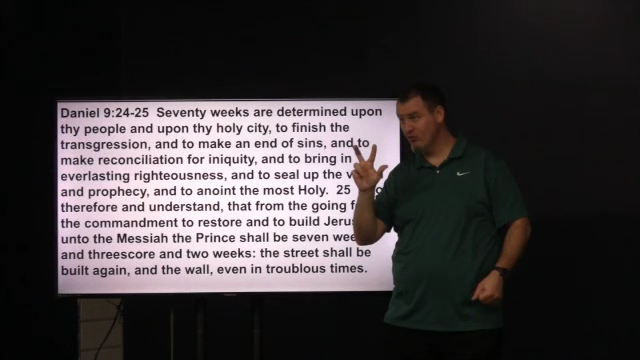 Daniel 9:24-25 Seventy weeks are determined upon
thy people and upon thy holy city, to finish the
transgression, and to make an end of sins, and to
make reconciliation for iniquity, and to bring in
everlasting righteousness, and to seal up the
and prophecy, and to anoint the most Holy. 25
therefore and understand, that from the going
the commandment to restore and to build
unto the Messiah the Prince shall be seven
and threescore and two weeks: the street shall be
built again, and the wall, even in troublous times.